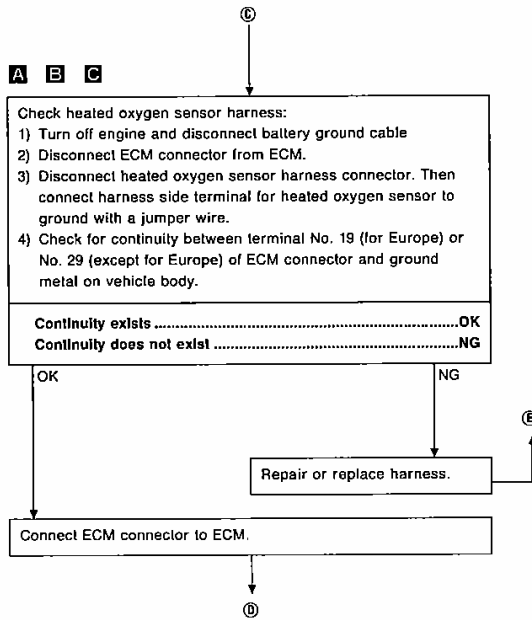 Ⓒ
A B C
Check heated oxygen sensor harness:
1) Turn off engine and disconnect battery ground cable
2) Disconnect ECM connector from ECM.
3) Disconnect heated oxygen sensor harness connector. Then
connect harness side terminal for heated oxygen sensor to
ground with a jumper wire.
4) Check for continuity between terminal No. 19 (for Europe) or
No. 29 (except for Europe) of ECM connector and ground
metal on vehicle body.
Continuity exists ....................................................................OK
Continuity does not exist ........................................................NG
OK
NG
Ⓔ
Repair or replace harness.
Connect ECM connector to ECM.
Ⓓ